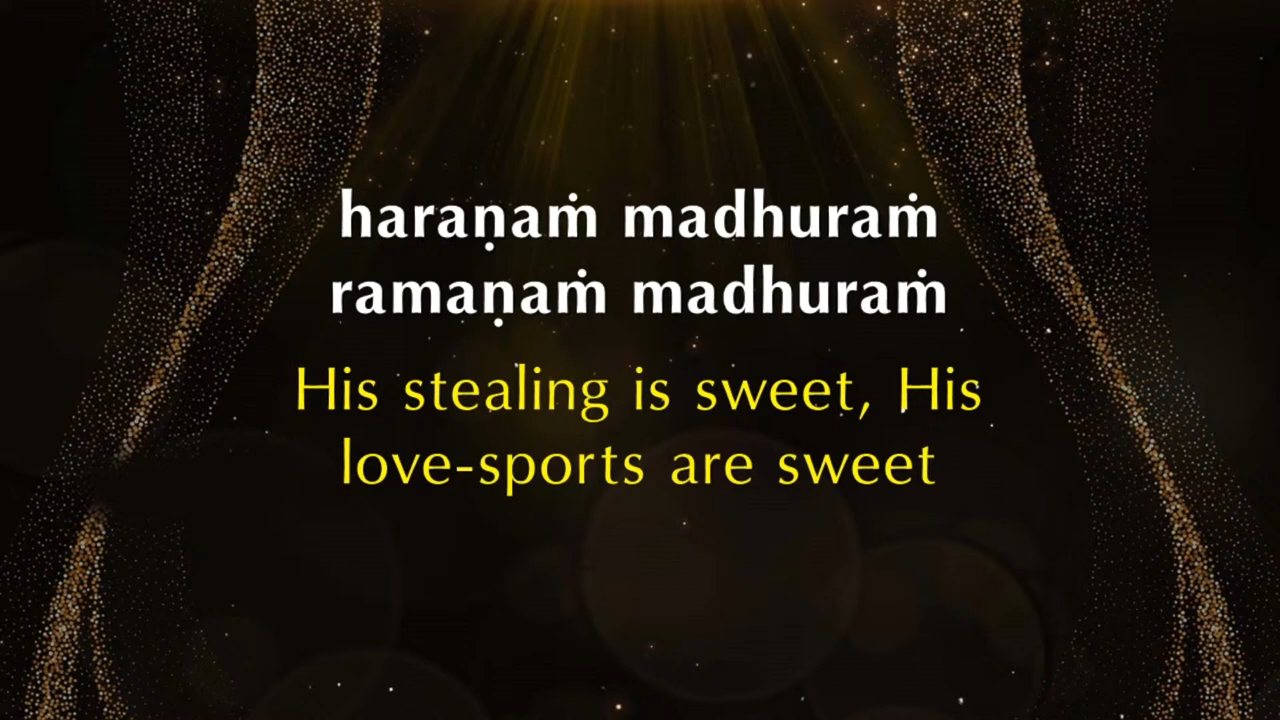 haraṇaṁ madhuraṁ
ramaṇaṁ madhuraṁ
His stealing is sweet, His
love-sports are sweet